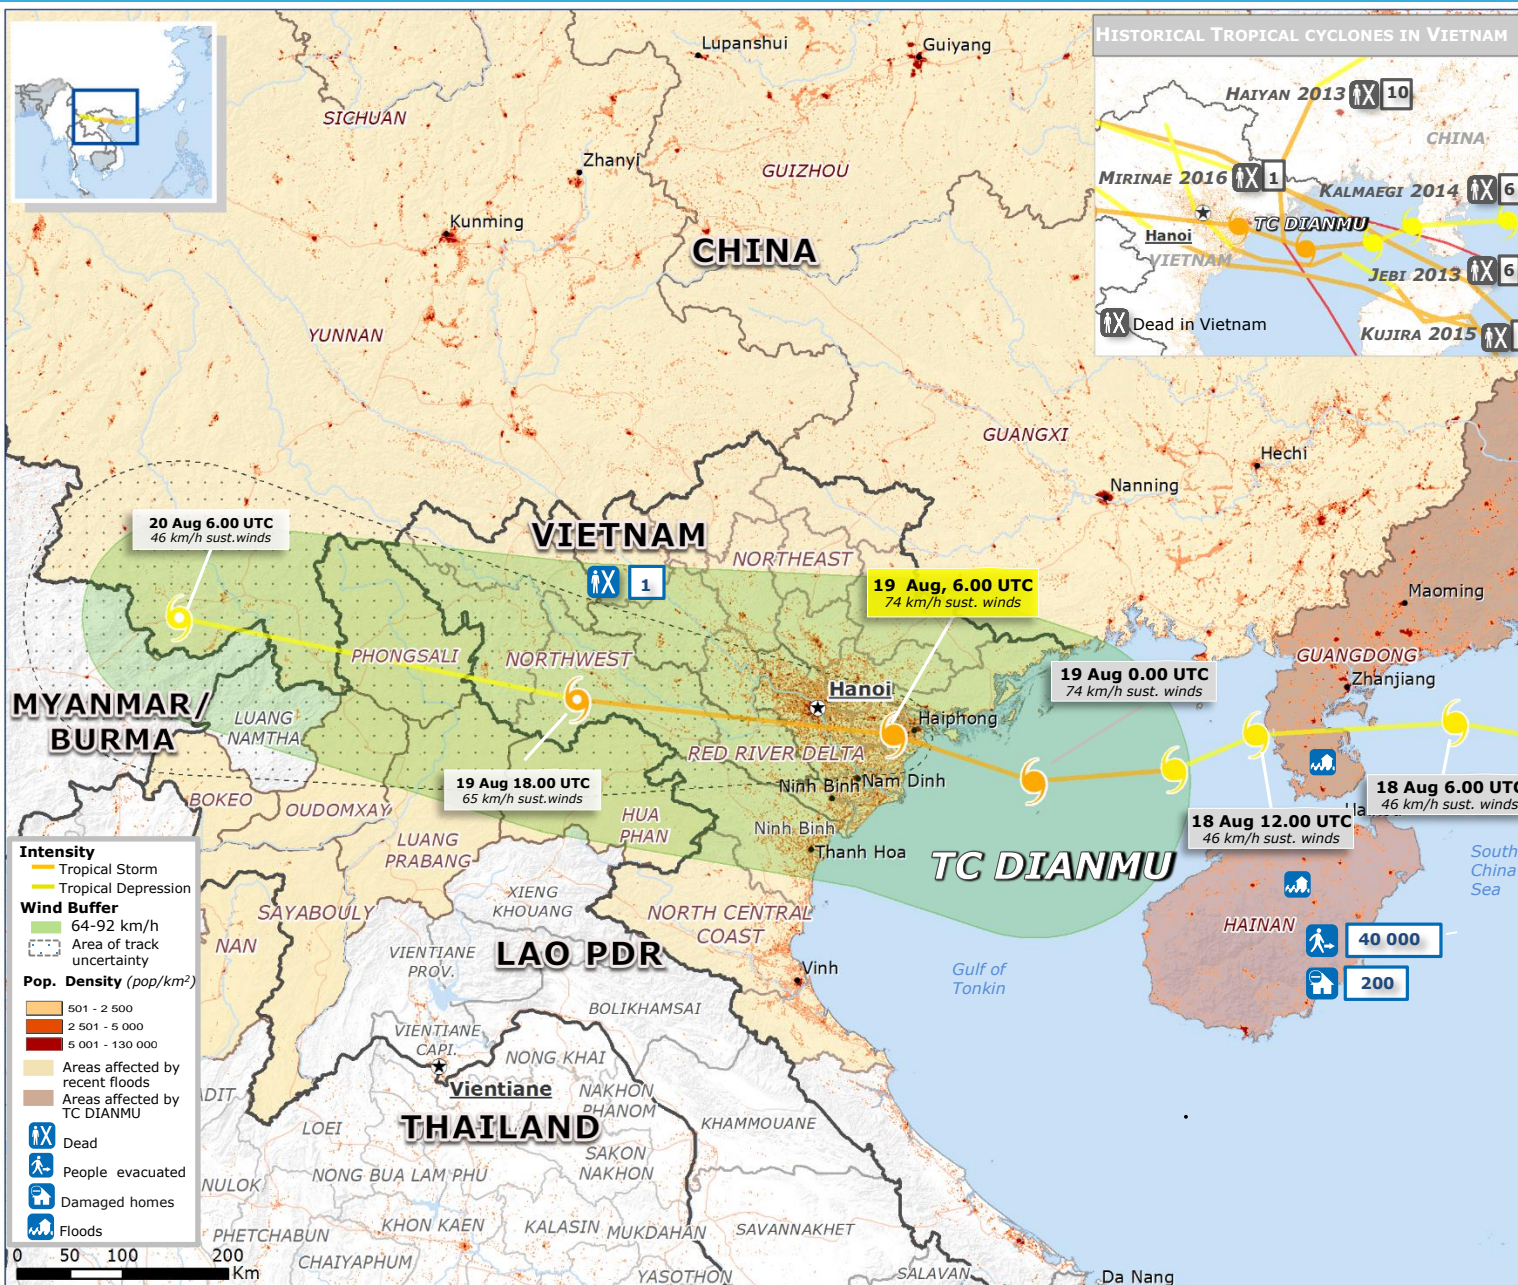 HISTORICAL TROPICAL CYCLONES IN VIETNAM
HAIYAN 2013
10
CHINA
MIRINAE 2016
1
KALMAEGI 2014
6
TC DIANMU
Hanoi
VIETNAM
JEBI 2013
6
KUJIRA 2015
Dead in Vietnam
Lupanshui
Guiyang
SICHUAN
Zhanyi
GUIZHOU
Kunming
CHINA
YUNNAN
GUANGXI
Hechi
Nanning
20 Aug 6.00 UTC
46 km/h sust.winds
VIETNAM
1
NORTHEAST
19 Aug, 6.00 UTC
74 km/h sust. winds
Maoming
GUANGDONG
Zhanjiang
PHONGSALI
NORTHWEST
19 Aug 0.00 UTC
74 km/h sust. winds
Hanoi
Haiphong
MYANMAR/
BURMA
LUANG
NAMTHA
RED RIVER DELTA
19 Aug 18.00 UTC
65 km/h sust.winds
Ninh Binh
Nam Dinh
18 Aug 6.00 UTC
46 km/h sust. winds
18 Aug 12.00 UTC
46 km/h sust. winds
BOKEO
OUDOMXAY
HUA
PHAN
Ninh Binh
LUANG
PRABANG
Thanh Hoa
TC DIANMU
South
China
Sea
XIENG
KHOUANG
SAYABOULY
NAN
NORTH CENTRAL
COAST
HAINAN
40 000
200
VIENTIANE
PROV.
LAO PDR
Vinh
Gulf of
Tonkin
BOLIKHAMSAI
VIENTIANE
CAPI.
NONG KHAI
Vientiane
NAKHON
PHANOM
THAILAND
KHAMMOUANE
LOEI
SAKON
NAKHON
NONG BUA LAM PHU
ADIT
NULOK
PHETCHABUN
KHON KAEN
KALASIN
MUKDAHAN
SAVANNAKHET
CHAIYAPHUM
YASOTHON
SALAVAN
Da Nang
Intensity
Tropical Storm
Tropical Depression
Wind Buffer
64-92 km/h
Area of track
uncertainty
Pop. Density (pop/km²)
501 - 2 500
2 501 - 5 000
5 001 - 130 000
Areas affected by
recent floods
Areas affected by
TC DIANMU
Dead
People evacuated
Damaged homes
Floods
0 50 100 200
Km